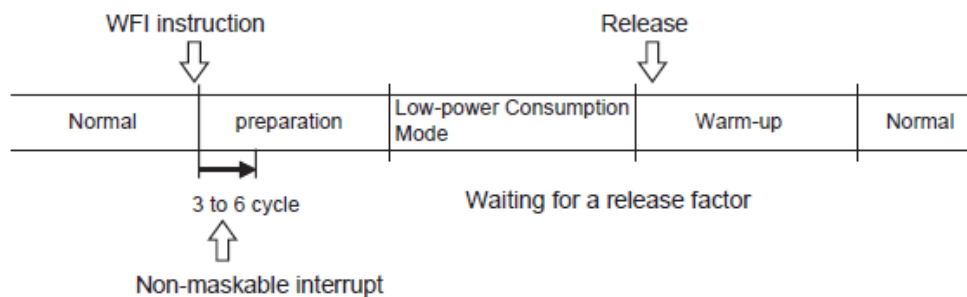 WFI instruction
Release
Normal
preparation
Low-power Consumption
Mode
Warm-up
Normal
3 to 6 cycle
Waiting for a release factor
Non-maskable interrupt